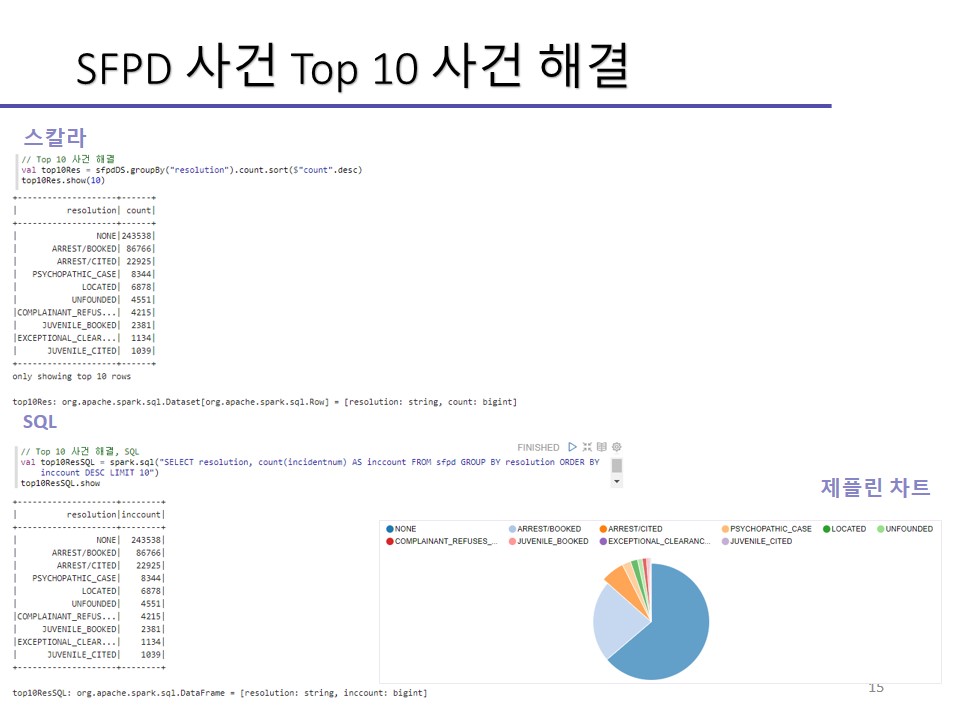 SFPD 사건 Top 10 사건 해결
스칼라
// Top 10 사건 해결
val top10Res = sfpdDS.groupBy("resolution").count.sort($"count".desc)
top10Res.show(10)
+-------------------+------+
|         resolution| count|
+-------------------+------+
|               NONE|243538|
|      ARREST/BOOKED| 86766|
|       ARREST/CITED| 22925|
|   PSYCHOPATHIC_CASE|  8344|
|            LOCATED|  6878|
|          UNFOUNDED|  4551|
|COMPLAINANT_REFUS...|  4215|
|    JUVENILE_BOOKED|  2381|
|EXCEPTIONAL_CLEAR...|  1134|
|     JUVENILE_CITED|  1039|
+-------------------+------+
only showing top 10 rows
top10Res: org.apache.spark.sql.Dataset[org.apache.spark.sql.Row] = [resolution: string, count: bigint]
SQL
FINISHED
// Top 10 사건 해결, SQL
val top10ResSQL = spark.sql("SELECT resolution, count(incidentnum) AS inccount FROM sfpd GROUP BY resolution ORDER BY
inccount DESC LIMIT 10")
top10ResSQL.show
+-------------------+--------+
|         resolution|inccount|
+-------------------+--------+
|               NONE|  243538|
|      ARREST/BOOKED|   86766|
|       ARREST/CITED|   22925|
|   PSYCHOPATHIC_CASE|    8344|
|            LOCATED|    6878|
|          UNFOUNDED|    4551|
|COMPLAINANT_REFUS...|    4215|
|    JUVENILE_BOOKED|    2381|
|EXCEPTIONAL_CLEAR...|    1134|
|     JUVENILE_CITED|    1039|
+-------------------+--------+
top10ResSQL: org.apache.spark.sql.DataFrame = [resolution: string, inccount: bigint]
제플린 차트
NONE ARREST/BOOKED ARREST/CITED PSYCHOPATHIC_CASE LOCATED UNFOUNDED
COMPLAINANT_REFUSES_... JUVENILE_BOOKED EXCEPTIONAL_CLEARANC... JUVENILE_CITED
15